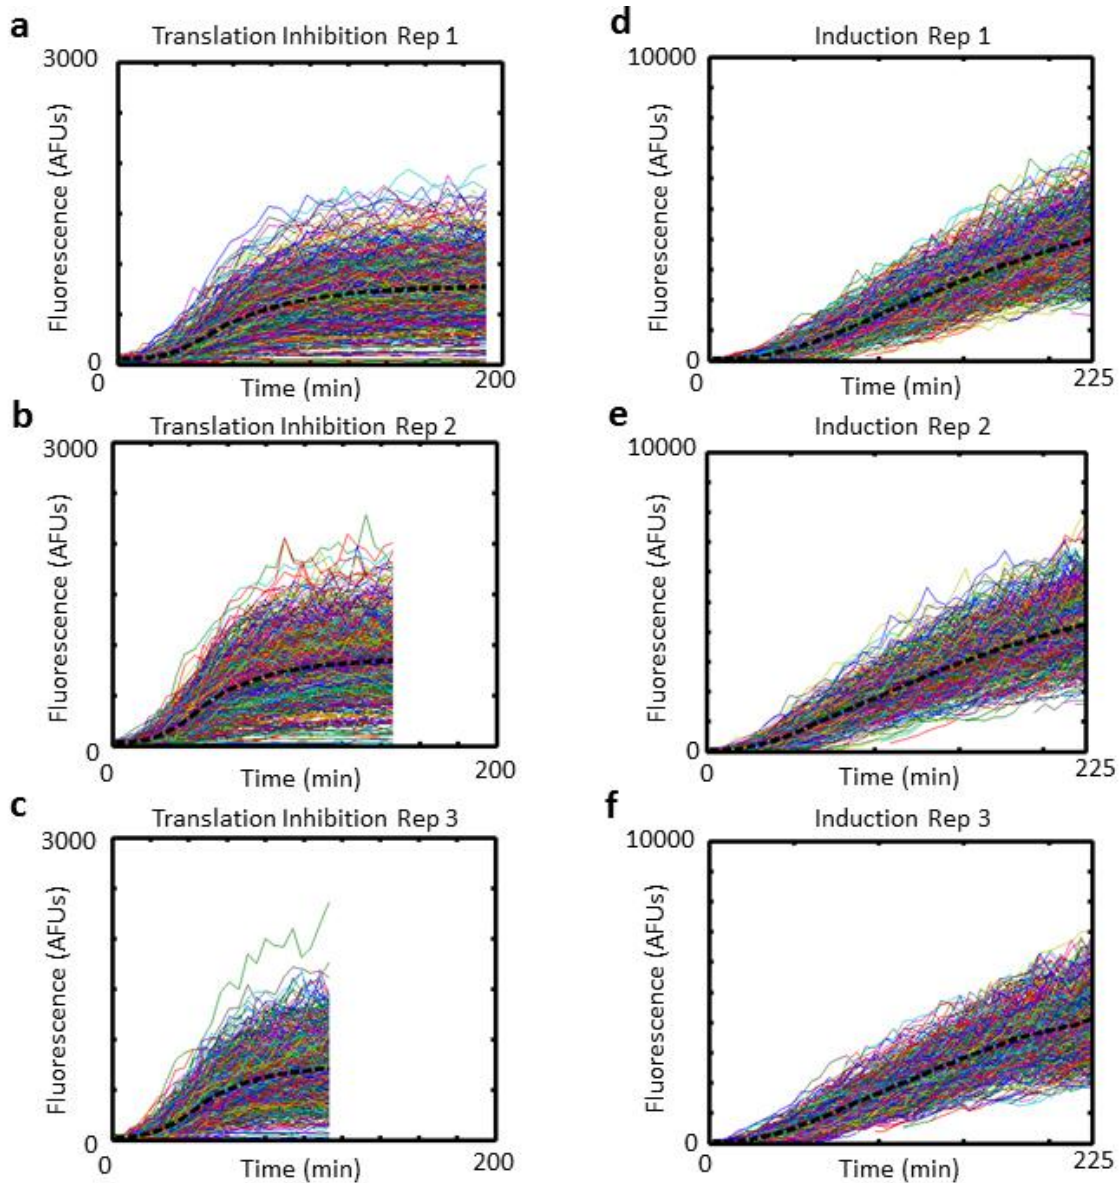 a
Translation Inhibition Rep 1
3000
Fluorescence (AFUs)
0
0
Time (min)
200
b
Translation Inhibition Rep 2
3000
Fluorescence (AFUs)
0
0
Time (min)
200
c
Translation Inhibition Rep 3
3000
Fluorescence (AFUs)
0
0
Time (min)
200
d
Induction Rep 1
10000
Fluorescence (AFUs)
0
0
Time (min)
225
e
Induction Rep 2
10000
Fluorescence (AFUs)
0
0
Time (min)
225
f
Induction Rep 3
10000
Fluorescence (AFUs)
0
0
Time (min)
225